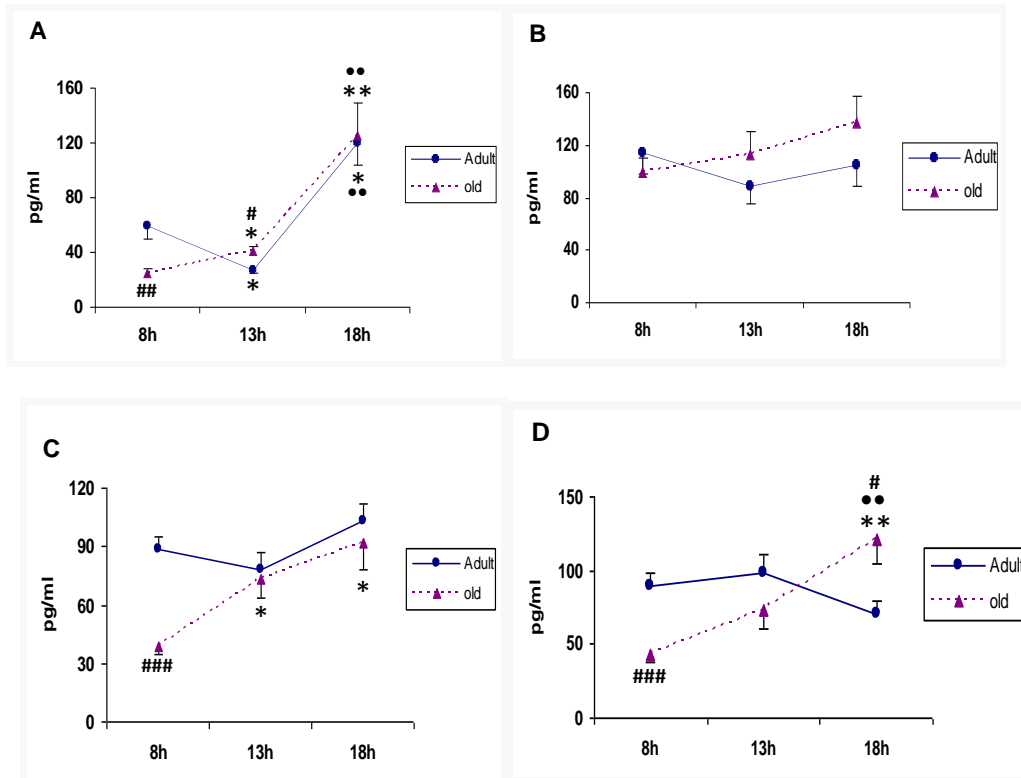 A
160
120
80
40
0
pg/ml
8h
13h
18h
##
#
*
*
●●
**
*
●●
Adult
old
B
160
120
80
40
0
pg/ml
8h
13h
18h
Adult
old
C
120
90
60
30
0
pg/ml
8h
13h
18h
###
*
*
Adult
old
D
150
100
50
0
pg/ml
8h
13h
18h
###
#
●●
**
Adult
old